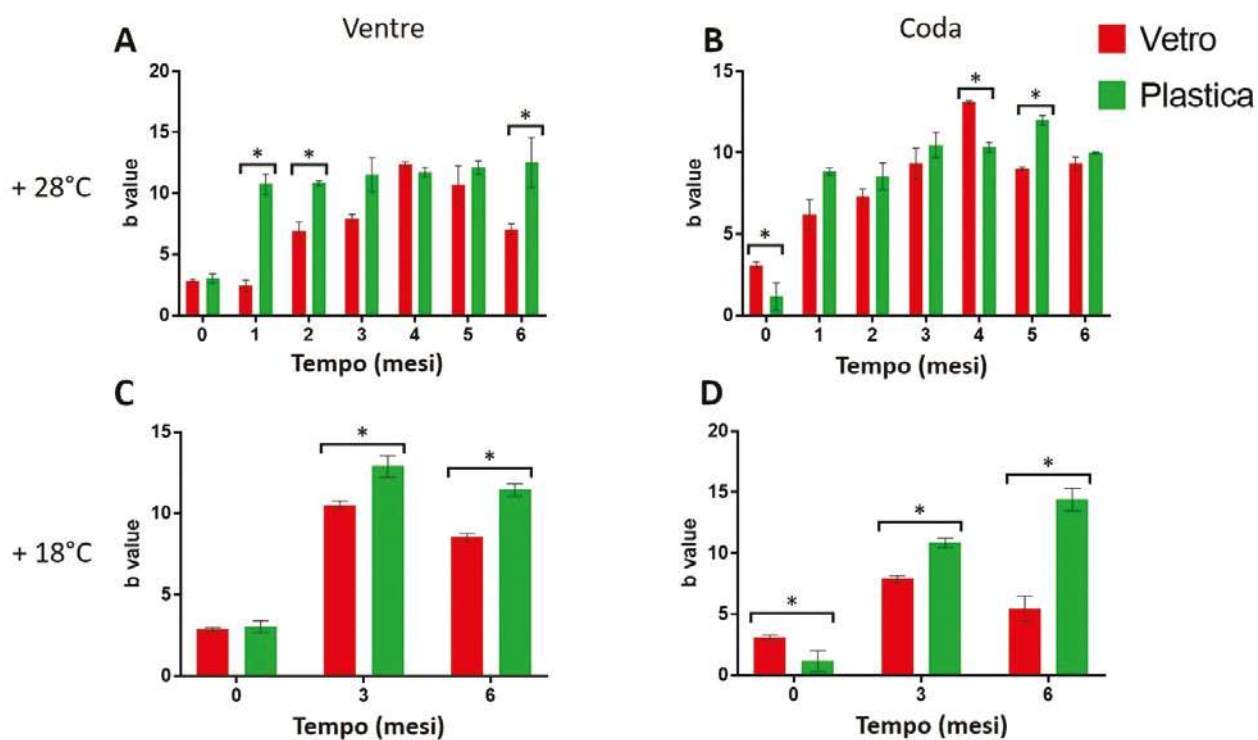 A
Ventre
B
Coda
Vetro
Plastica
+ 28°C
b value
20
15
10
5
0
*
*
*
0 1 2 3 4 5 6
Tempo (mesi)
b value
15
10
5
0
*
*
*
0 1 2 3 4 5 6
Tempo (mesi)
C
D
+ 18°C
b value
15
10
5
0
*
*
0 3 6
Tempo (mesi)
b value
20
15
10
5
0
*
*
*
0 3 6
Tempo (mesi)